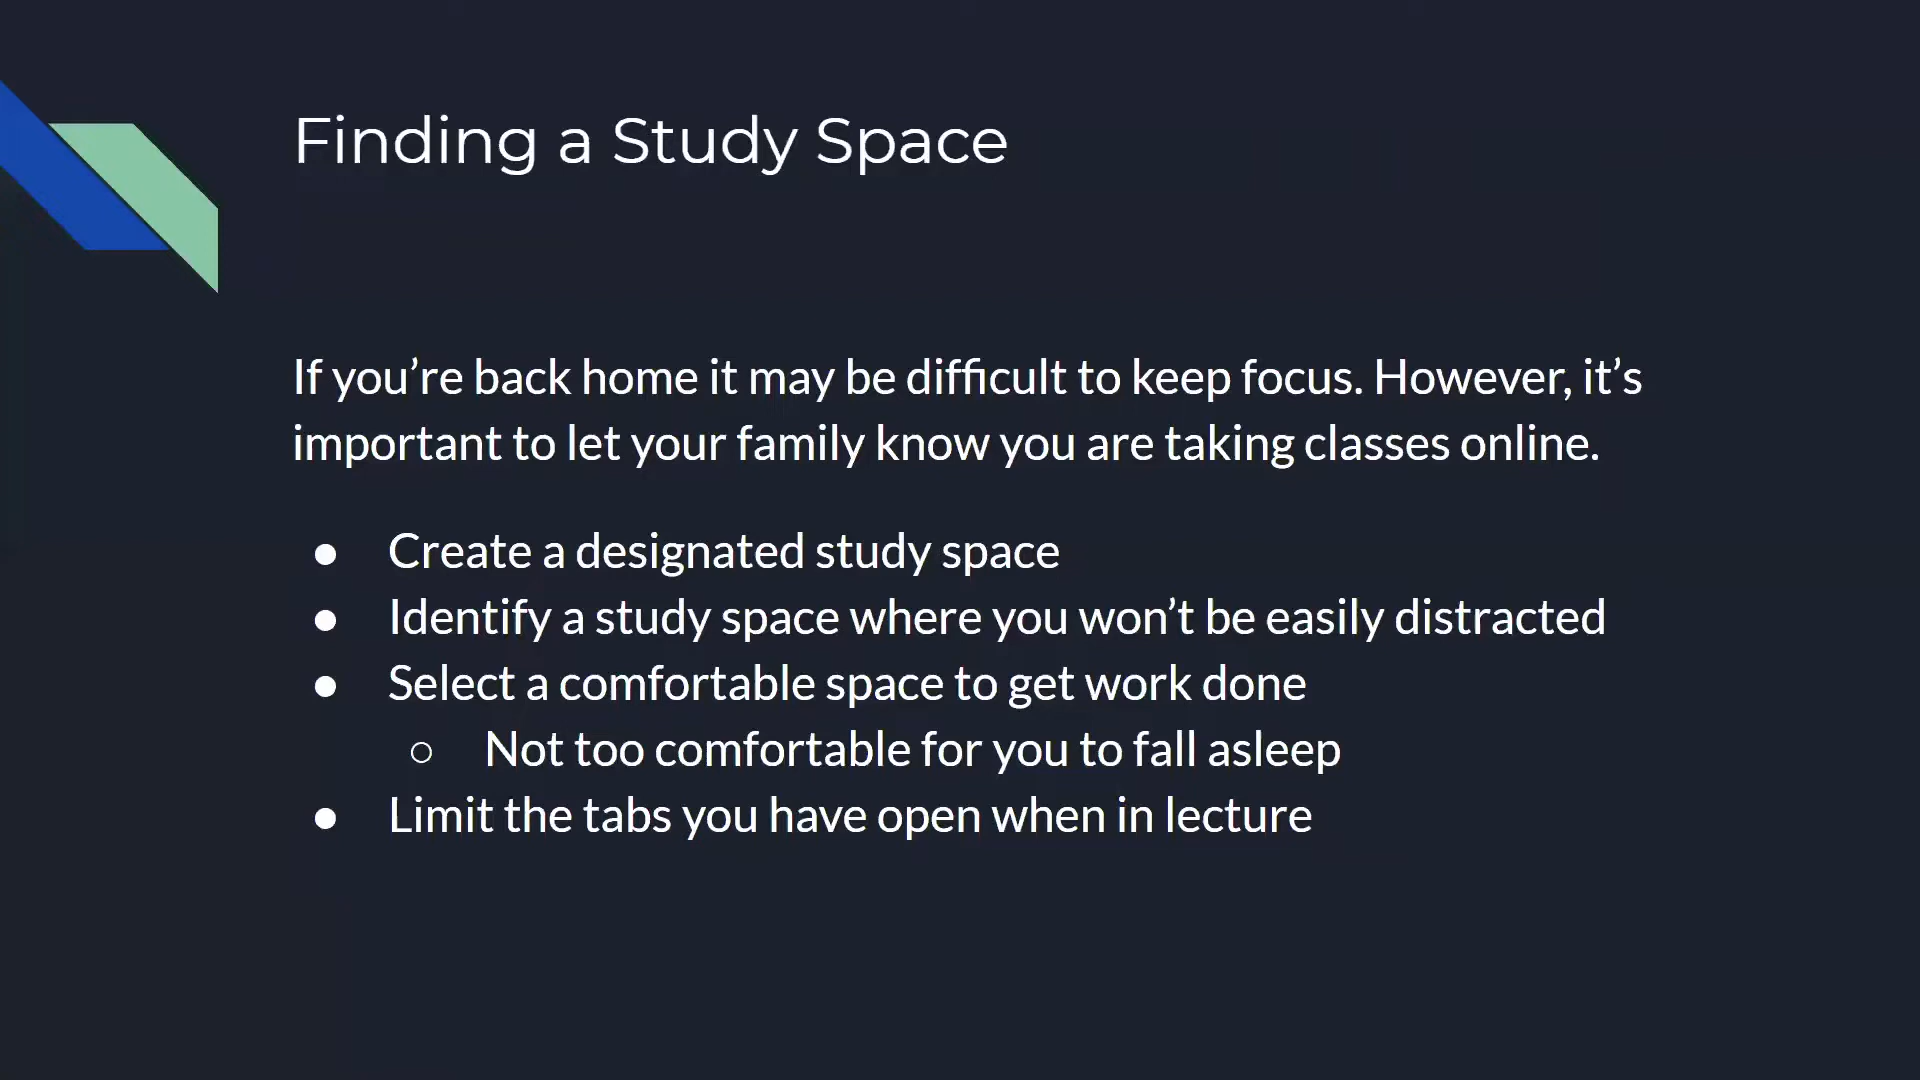 Finding a Study Space
If you’re back home it may be difficult to keep focus. However, it’s
important to let your family know you are taking classes online.
● Create a designated study space
● Identify a study space where you won’t be easily distracted
● Select a comfortable space to get work done
○ Not too comfortable for you to fall asleep
● Limit the tabs you have open when in lecture